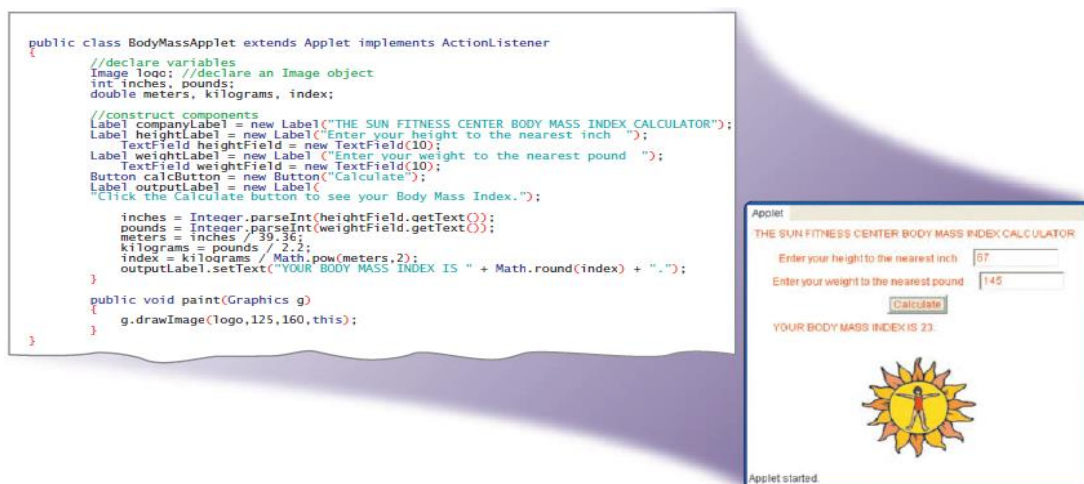 public class BodyMassApplet extends Applet implements ActionListener
{
//declare variables
Image logo; //declare an Image object
int inches, pounds;
double meters, kilograms, index;
//construct components
Label companyLabel = new Label("THE SUN FITNESS CENTER BODY MASS INDEX CALCULATOR");
Label heightLabel = new Label("Enter your height to the nearest inch ");
TextField heightField = new TextField(10);
Label weightLabel = new Label ("Enter your weight to the nearest pound ");
TextField weightField = new TextField(10);
Button calcButton = new Button("Calculate");
Label outputLabel = new Label(
"Click the Calculate button to see your Body Mass Index.");
inches = Integer.parseInt(heightField.getText());
pounds = Integer.parseInt(weightField.getText());
meters = inches / 39.36;
kilograms = pounds / 2.2;
index = kilograms / Math.pow(meters,2);
outputLabel.setText("YOUR BODY MASS INDEX IS " + Math.round(index) + ".");
}
public void paint(Graphics g)
{
g.drawImage(logo,125,160,this);
}
}
Applet
THE SUN FITNESS CENTER BODY MASS INDEX CALCULATOR
Enter your height to the nearest inch 67
Enter your weight to the nearest pound 145
Calculate
YOUR BODY MASS INDEX IS 23.
Applet started.